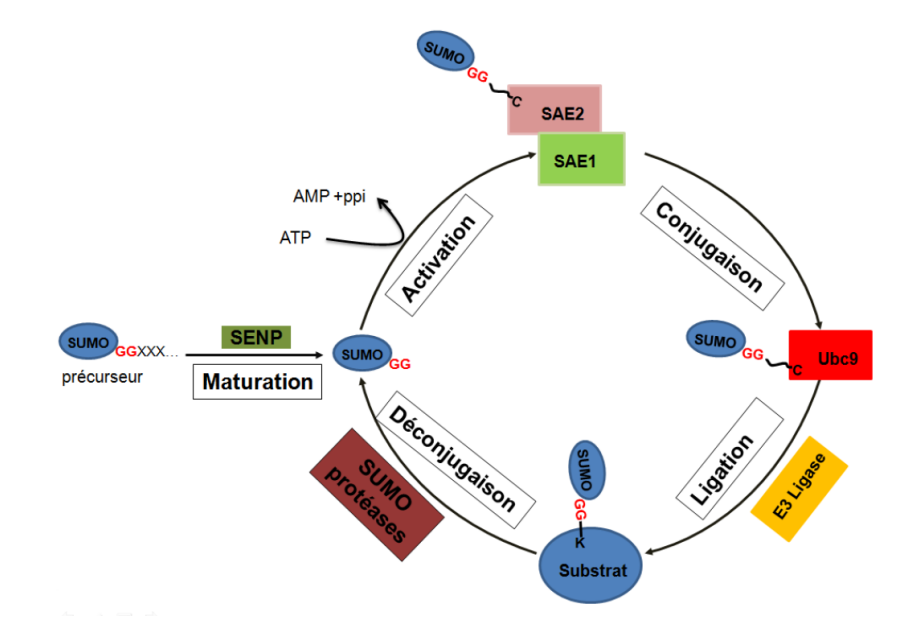 SUMO
GG
C
SAE2
SAE1
AMP +ppi
ATP
Activation
Conjugaison
SUMO
GGXXX...
précurseur
SENP
Maturation
SUMO
GG
SUMO
GG
C
Ubc9
Déconjugaison
SUMO
protéases
SUMO
GG
K
Substrat
Ligation
E3 Ligase